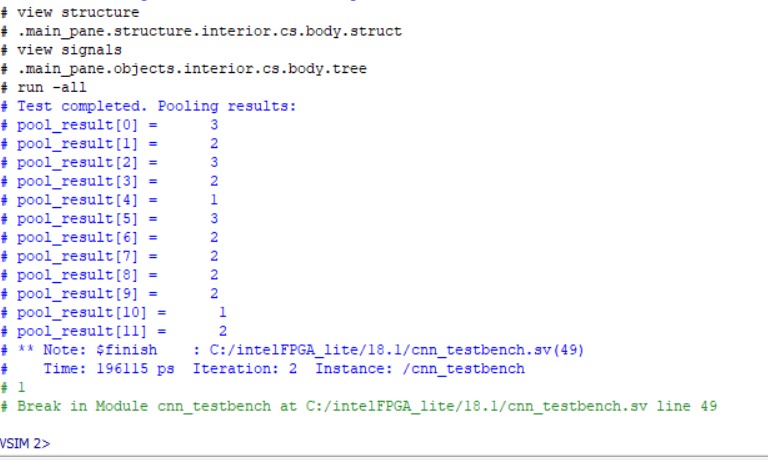 # view structure
# .main_pane.structure.interior.cs.body.struct
# view signals
# .main_pane.objects.interior.cs.body.tree
# run -all
# Test completed. Pooling results:
# pool_result[0] =          3
# pool_result[1] =          2
# pool_result[2] =          3
# pool_result[3] =          2
# pool_result[4] =          1
# pool_result[5] =          3
# pool_result[6] =          2
# pool_result[7] =          2
# pool_result[8] =          2
# pool_result[9] =          2
# pool_result[10] =          1
# pool_result[11] =          2
# ** Note: $finish    : C:/intelFPGA_lite/18.1/cnn_testbench.sv(49)
#    Time: 196115 ps  Iteration: 2  Instance: /cnn_testbench
# 1
# Break in Module cnn_testbench at C:/intelFPGA_lite/18.1/cnn_testbench.sv line 49
VSIM 2>